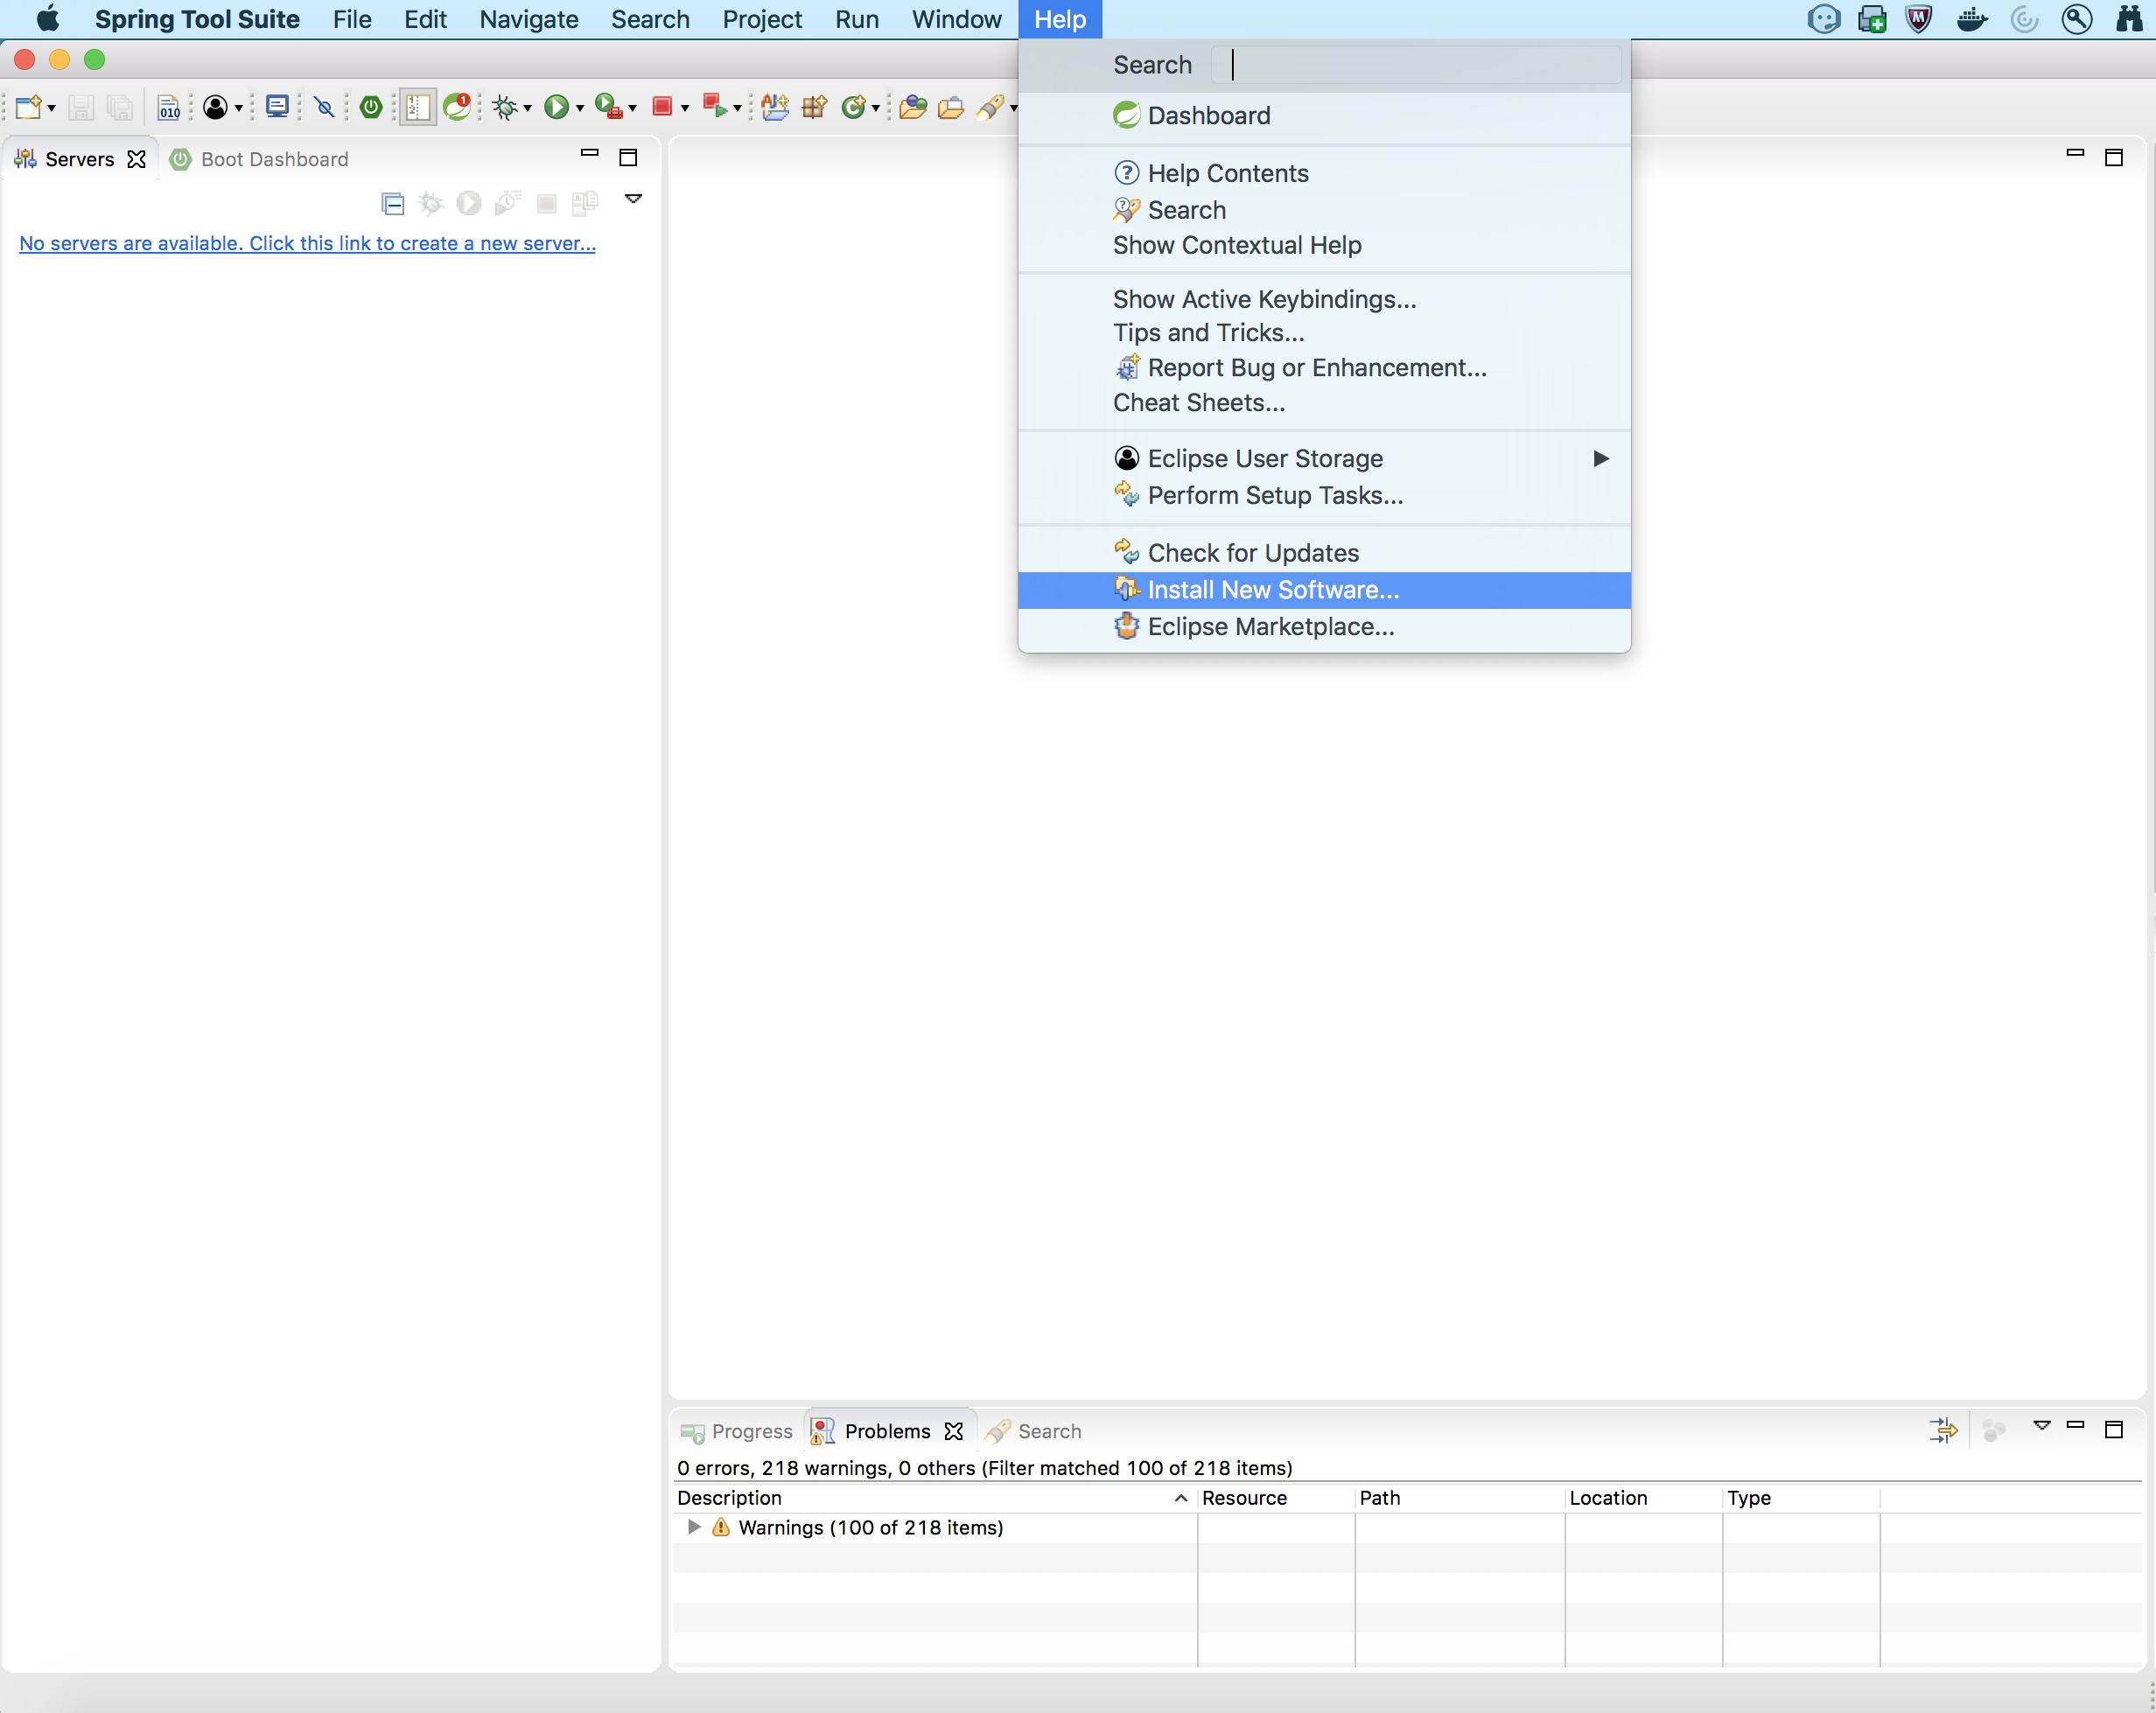 Spring Tool Suite File Edit Navigate Search Project Run Window Help
Search
Dashboard
Help Contents
Search
Show Contextual Help
Show Active Keybindings...
Tips and Tricks...
Report Bug or Enhancement...
Cheat Sheets...
Eclipse User Storage
Perform Setup Tasks...
Check for Updates
Install New Software...
Eclipse Marketplace...
010
1
Servers Boot Dashboard
No servers are available. Click this link to create a new server...
Progress Problems Search
0 errors, 218 warnings, 0 others (Filter matched 100 of 218 items)
Description Resource Path Location Type
Warnings (100 of 218 items)